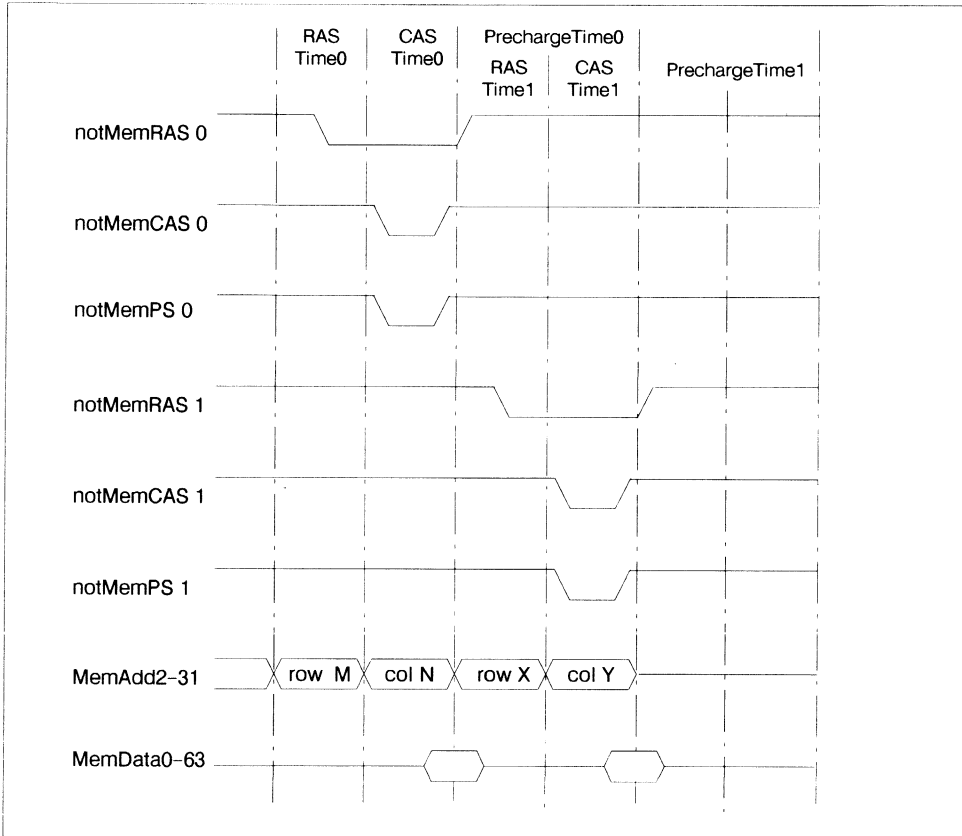 RAS Time0
CAS Time0
PrechargeTime0
RAS Time1
CAS Time1
PrechargeTime1
notMemRAS 0
notMemCAS 0
notMemPS 0
notMemRAS 1
notMemCAS 1
notMemPS 1
MemAdd2-31
row M
col N
row X
col Y
MemData0-63